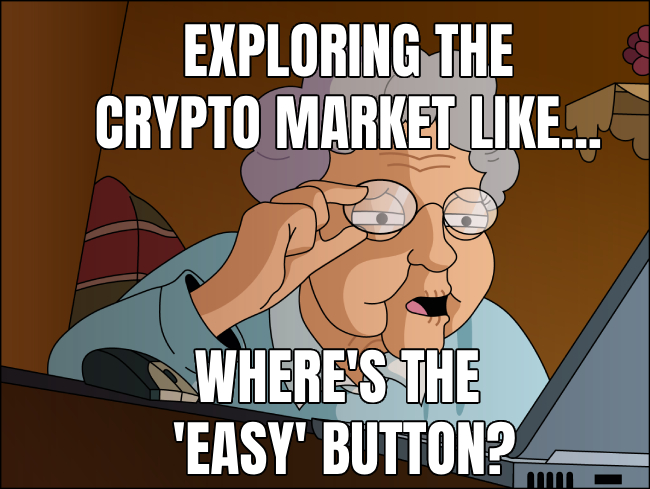 EXPLORING THE
CRYPTO MARKET LIKE...
WHERE'S THE
'EASY' BUTTON?